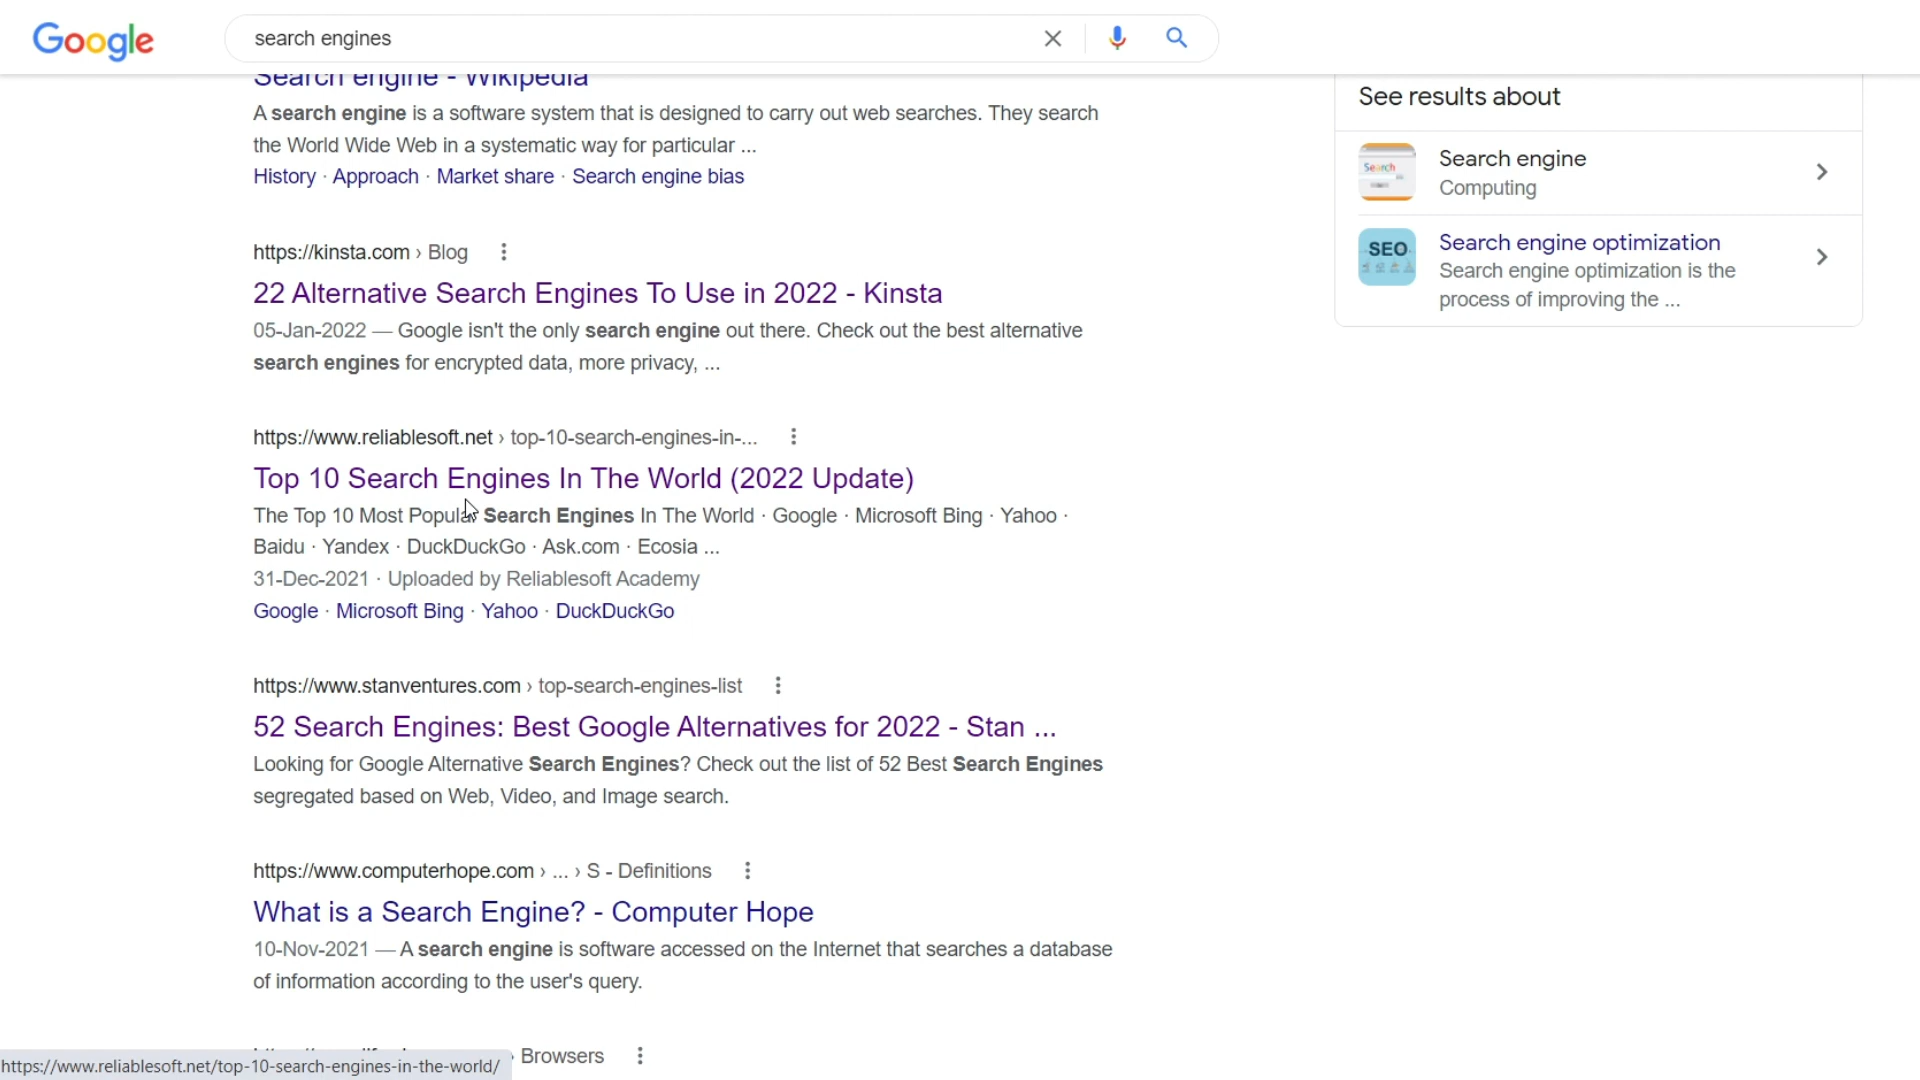 Google
search engines
Search engine - Wikipedia
A search engine is a software system that is designed to carry out web searches. They search
the World Wide Web in a systematic way for particular ...
History · Approach · Market share · Search engine bias
https://kinsta.com › Blog
22 Alternative Search Engines To Use in 2022 - Kinsta
05-Jan-2022 — Google isn't the only search engine out there. Check out the best alternative
search engines for encrypted data, more privacy, ...
https://www.reliablesoft.net › top-10-search-engines-in-...
Top 10 Search Engines In The World (2022 Update)
The Top 10 Most Popular Search Engines In The World · Google · Microsoft Bing · Yahoo ·
Baidu · Yandex · DuckDuckGo · Ask.com · Ecosia ...
31-Dec-2021 · Uploaded by Reliablesoft Academy
Google · Microsoft Bing · Yahoo · DuckDuckGo
https://www.stanventures.com › top-search-engines-list
52 Search Engines: Best Google Alternatives for 2022 - Stan ...
Looking for Google Alternative Search Engines? Check out the list of 52 Best Search Engines
segregated based on Web, Video, and Image search.
https://www.computerhope.com › ... › S - Definitions
What is a Search Engine? - Computer Hope
10-Nov-2021 — A search engine is software accessed on the Internet that searches a database
of information according to the user's query.
› Browsers
https://www.reliablesoft.net/top-10-search-engines-in-the-world/
See results about
Search
Search engine
Computing
SEO
Search engine optimization
Search engine optimization is the
process of improving the ...